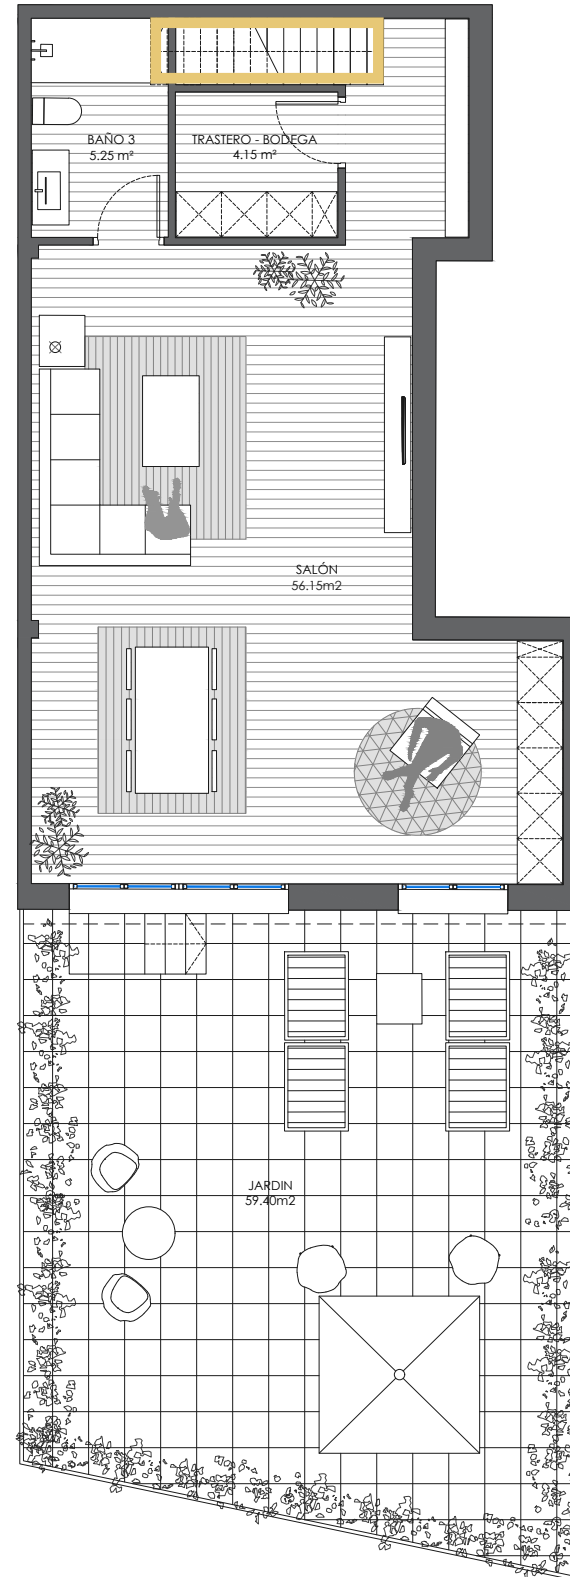 BAÑO 3
5.25 m²
TRASTERO - BODEGA
4.15 m²
SALÓN
56.15m2
JARDIN
59.40m2